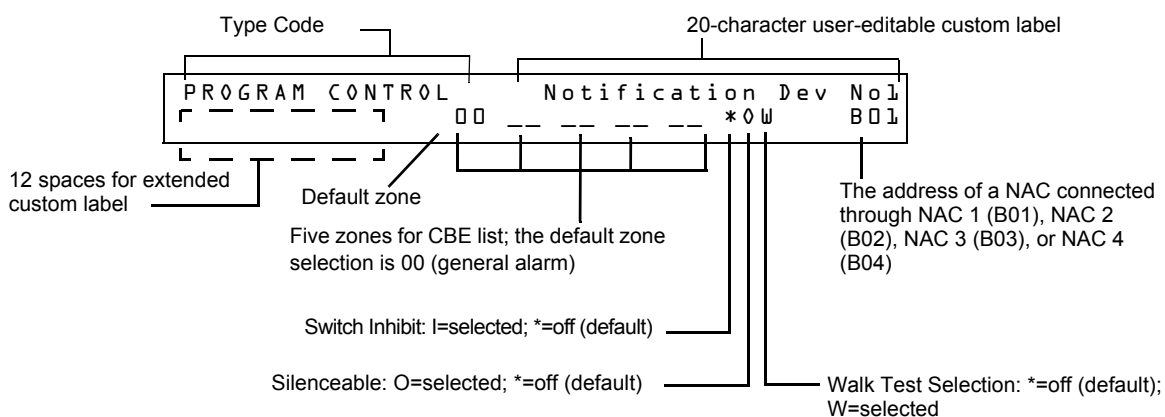 Type Code
20-character user-editable custom label
PROGRAM CONTROL Notification Dev No1
00 __ __ __ __ *0W B01
12 spaces for extended
custom label
Default zone
Five zones for CBE list; the default zone
selection is 00 (general alarm)
The address of a NAC connected
through NAC 1 (B01), NAC 2
(B02), NAC 3 (B03), or NAC 4
(B04)
Switch Inhibit: I=selected; *=off (default)
Silenceable: O=selected; *=off (default)
Walk Test Selection: *=off (default);
W=selected